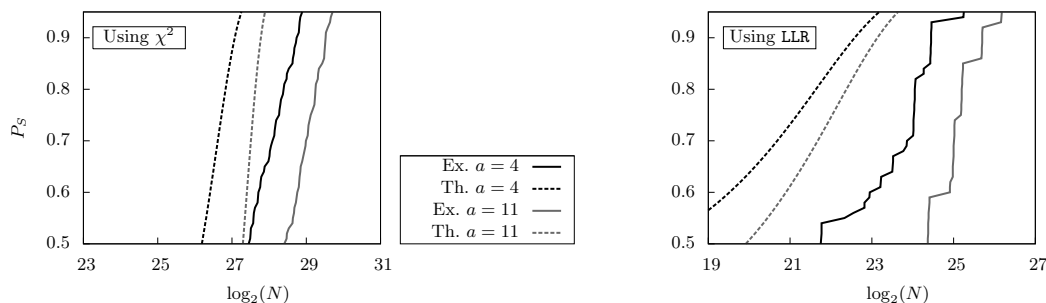 Using χ²
P_S
0.9
0.8
0.7
0.6
0.5
23 25 27 29 31
log₂(N)
Ex. a = 4
Th. a = 4
Ex. a = 11
Th. a = 11
Using LLR
0.9
0.8
0.7
0.6
0.5
19 21 23 25 27
log₂(N)